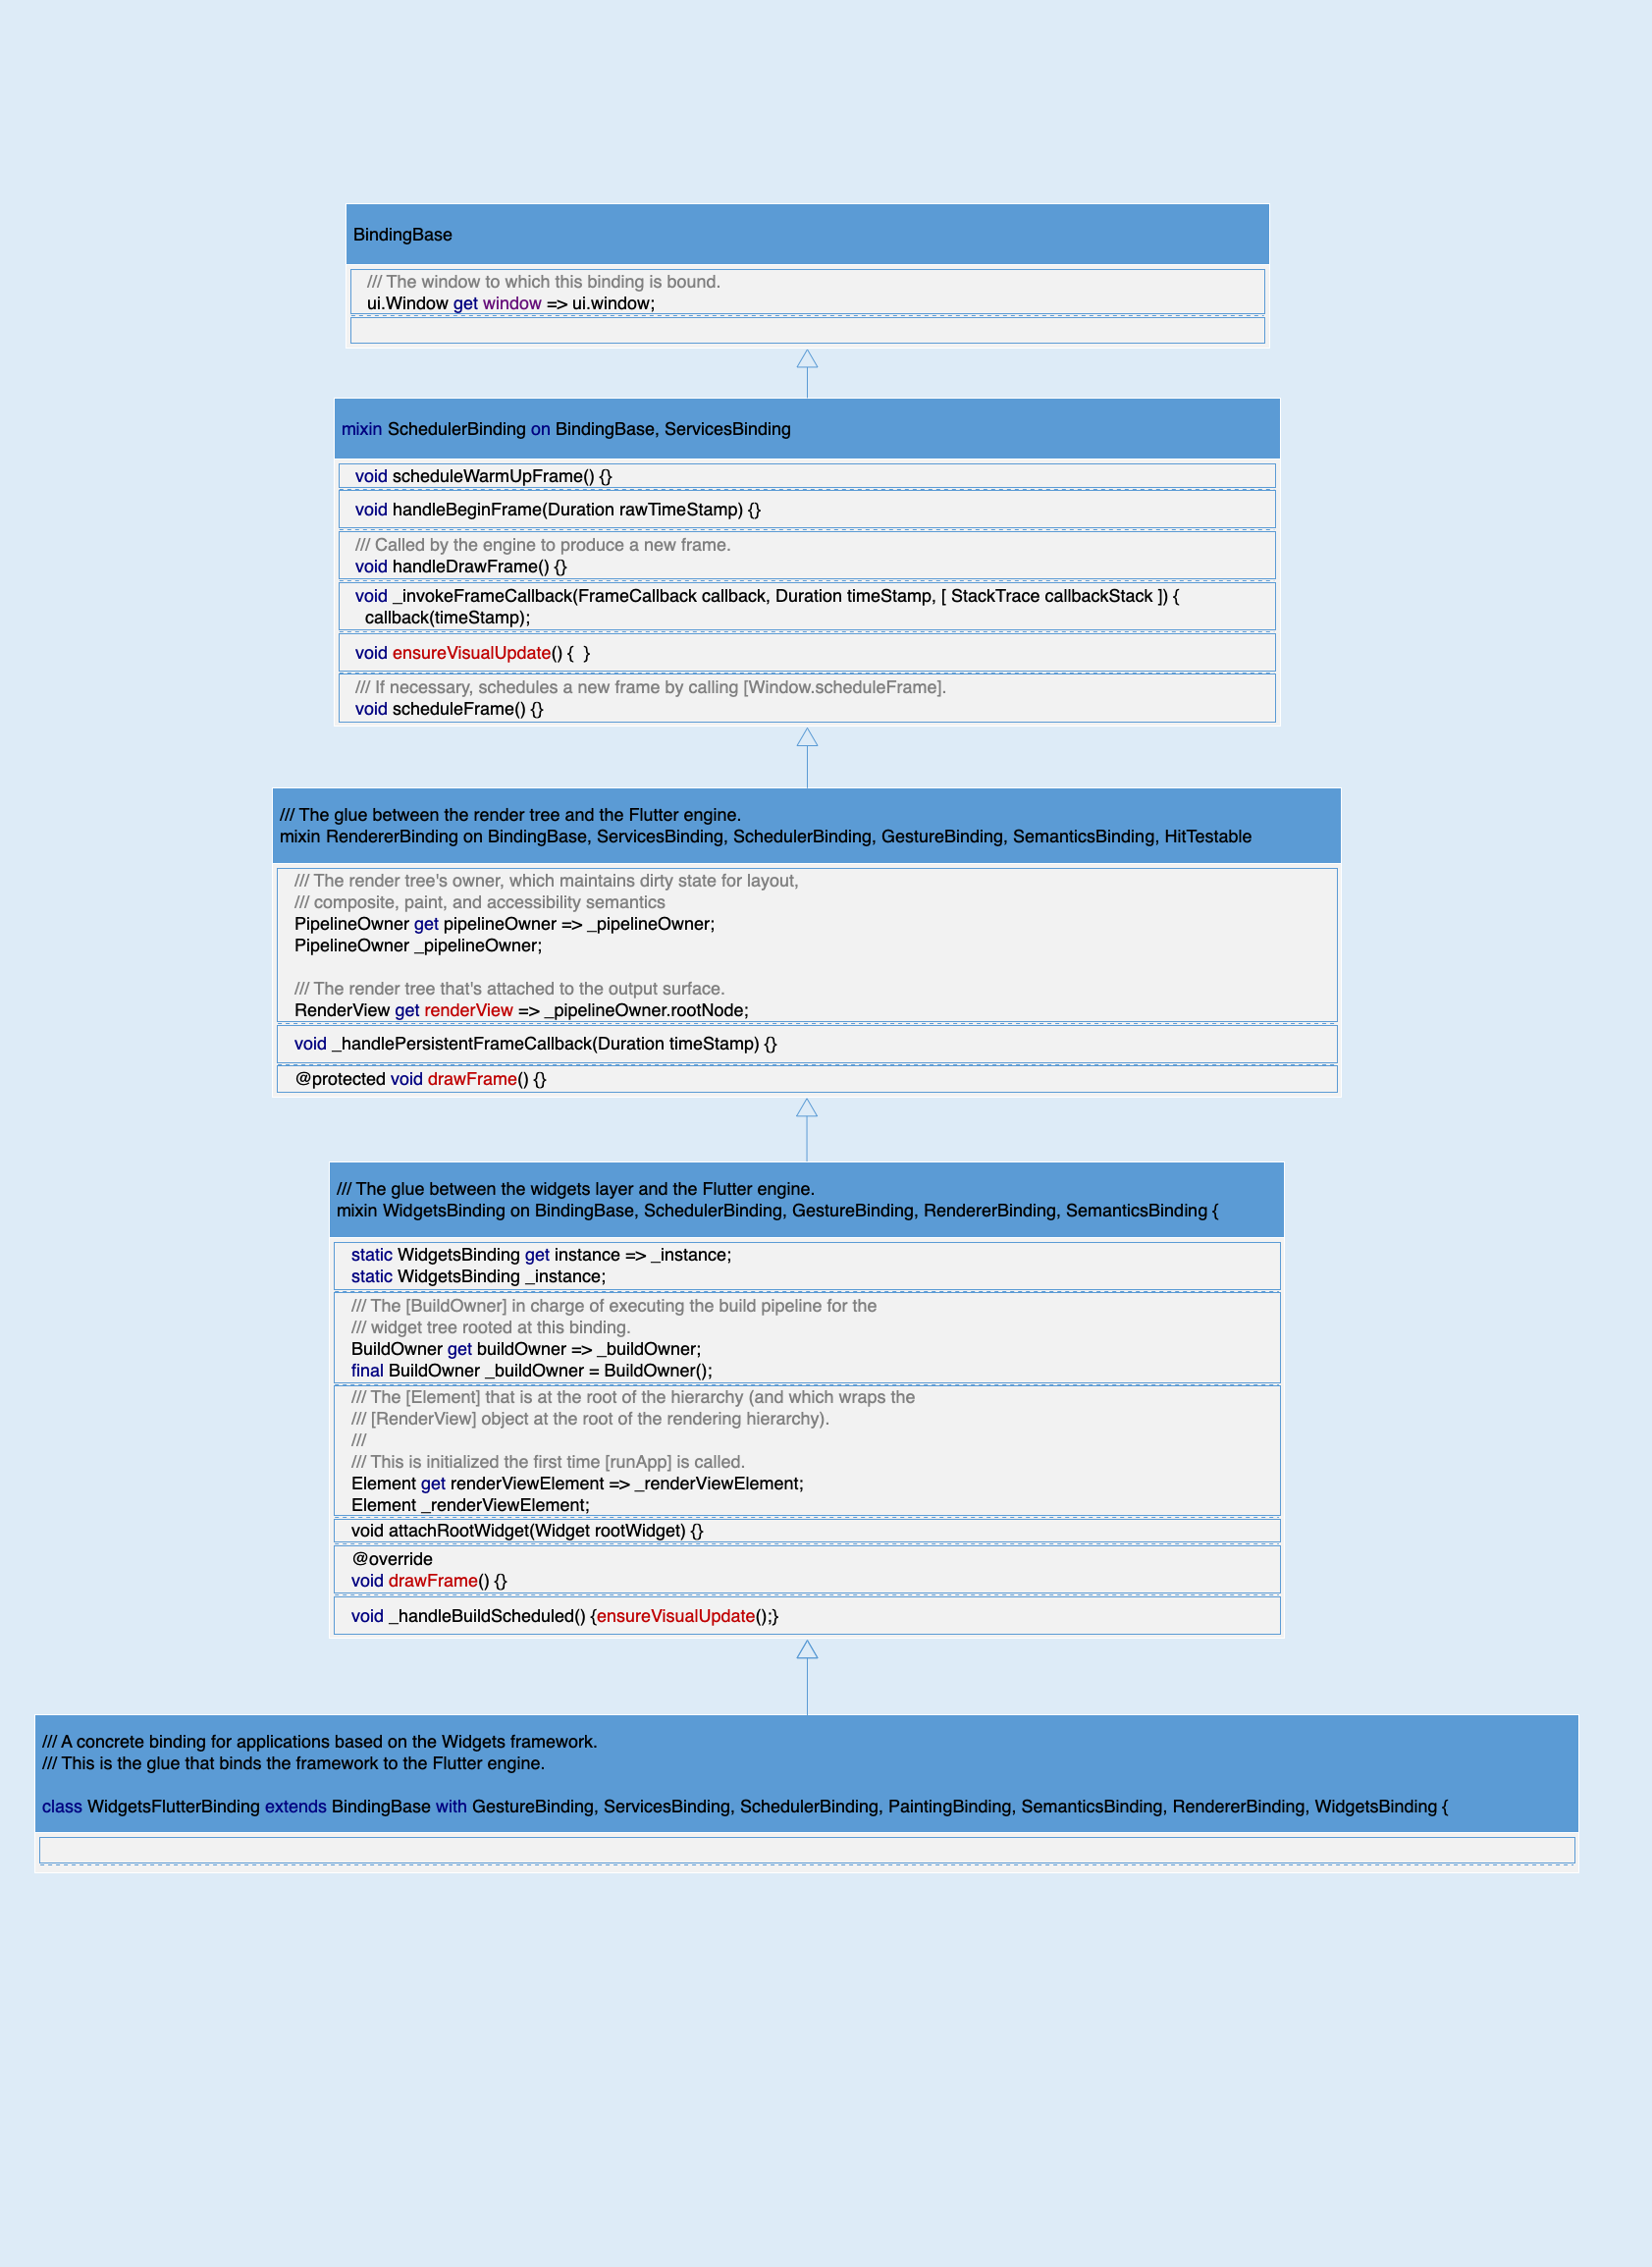 BindingBase
/// The window to which this binding is bound.
ui.Window get window => ui.window;
mixin SchedulerBinding on BindingBase, ServicesBinding
void scheduleWarmUpFrame() {}
void handleBeginFrame(Duration rawTimeStamp) {}
/// Called by the engine to produce a new frame.
void handleDrawFrame() {}
void _invokeFrameCallback(FrameCallback callback, Duration timeStamp, [ StackTrace callbackStack ]) {
callback(timeStamp);
void ensureVisualUpdate() {  }
/// If necessary, schedules a new frame by calling [Window.scheduleFrame].
void scheduleFrame() {}
/// The glue between the render tree and the Flutter engine.
mixin RendererBinding on BindingBase, ServicesBinding, SchedulerBinding, GestureBinding, SemanticsBinding, HitTestable
/// The render tree's owner, which maintains dirty state for layout,
/// composite, paint, and accessibility semantics
PipelineOwner get pipelineOwner => _pipelineOwner;
PipelineOwner _pipelineOwner;
/// The render tree that's attached to the output surface.
RenderView get renderView => _pipelineOwner.rootNode;
void _handlePersistentFrameCallback(Duration timeStamp) {}
@protected void drawFrame() {}
/// The glue between the widgets layer and the Flutter engine.
mixin WidgetsBinding on BindingBase, SchedulerBinding, GestureBinding, RendererBinding, SemanticsBinding {
static WidgetsBinding get instance => _instance;
static WidgetsBinding _instance;
/// The [BuildOwner] in charge of executing the build pipeline for the
/// widget tree rooted at this binding.
BuildOwner get buildOwner => _buildOwner;
final BuildOwner _buildOwner = BuildOwner();
/// The [Element] that is at the root of the hierarchy (and which wraps the
/// [RenderView] object at the root of the rendering hierarchy).
///
/// This is initialized the first time [runApp] is called.
Element get renderViewElement => _renderViewElement;
Element _renderViewElement;
void attachRootWidget(Widget rootWidget) {}
@override
void drawFrame() {}
void _handleBuildScheduled() {ensureVisualUpdate();}
/// A concrete binding for applications based on the Widgets framework.
/// This is the glue that binds the framework to the Flutter engine.
class WidgetsFlutterBinding extends BindingBase with GestureBinding, ServicesBinding, SchedulerBinding, PaintingBinding, SemanticsBinding, RendererBinding, WidgetsBinding {